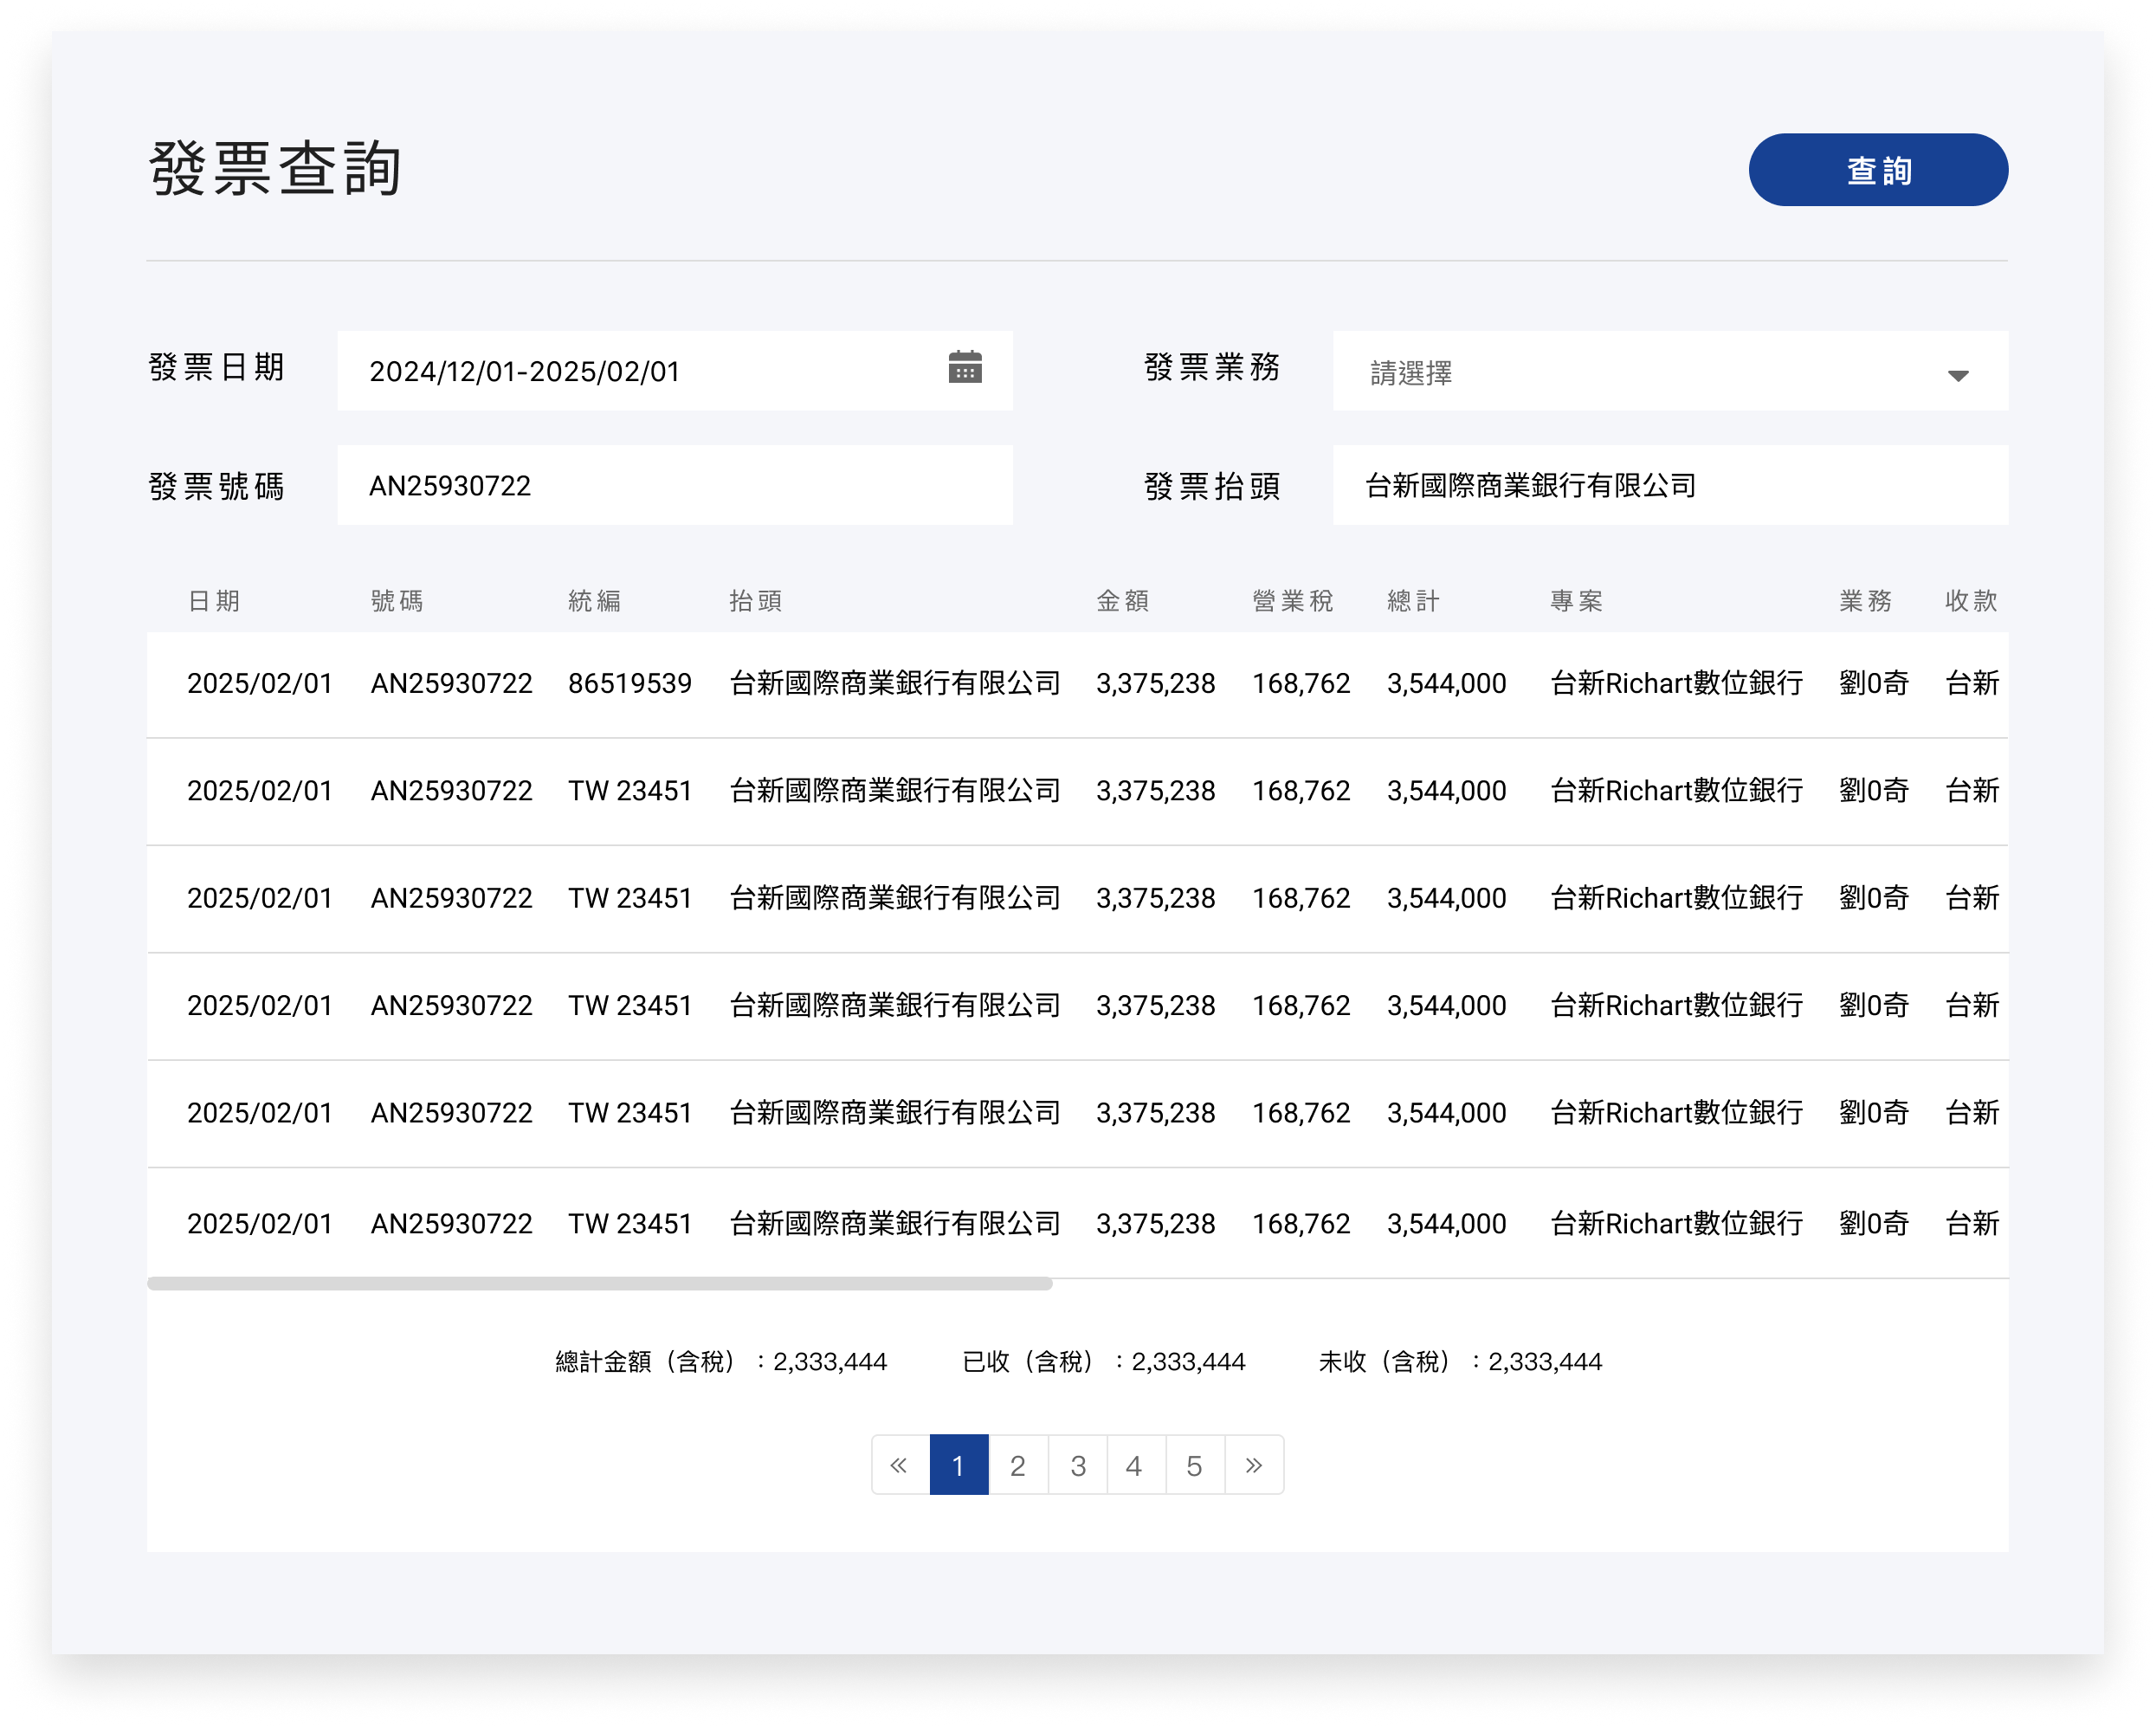 發票查詢 查詢
發票日期 2024/12/01-2025/02/01 發票業務 請選擇
發票號碼 AN25930722 發票抬頭 台新國際商業銀行有限公司
日期 號碼 統編 抬頭 金額 營業稅 總計 專案 業務 收款
2025/02/01 AN25930722 86519539 台新國際商業銀行有限公司 3,375,238 168,762 3,544,000 台新Richart數位銀行 劉0奇 台新
2025/02/01 AN25930722 TW 23451 台新國際商業銀行有限公司 3,375,238 168,762 3,544,000 台新Richart數位銀行 劉0奇 台新
2025/02/01 AN25930722 TW 23451 台新國際商業銀行有限公司 3,375,238 168,762 3,544,000 台新Richart數位銀行 劉0奇 台新
2025/02/01 AN25930722 TW 23451 台新國際商業銀行有限公司 3,375,238 168,762 3,544,000 台新Richart數位銀行 劉0奇 台新
2025/02/01 AN25930722 TW 23451 台新國際商業銀行有限公司 3,375,238 168,762 3,544,000 台新Richart數位銀行 劉0奇 台新
2025/02/01 AN25930722 TW 23451 台新國際商業銀行有限公司 3,375,238 168,762 3,544,000 台新Richart數位銀行 劉0奇 台新
總計金額（含稅）：2,333,444 已收（含稅）：2,333,444 未收（含稅）：2,333,444
« 1 2 3 4 5 »